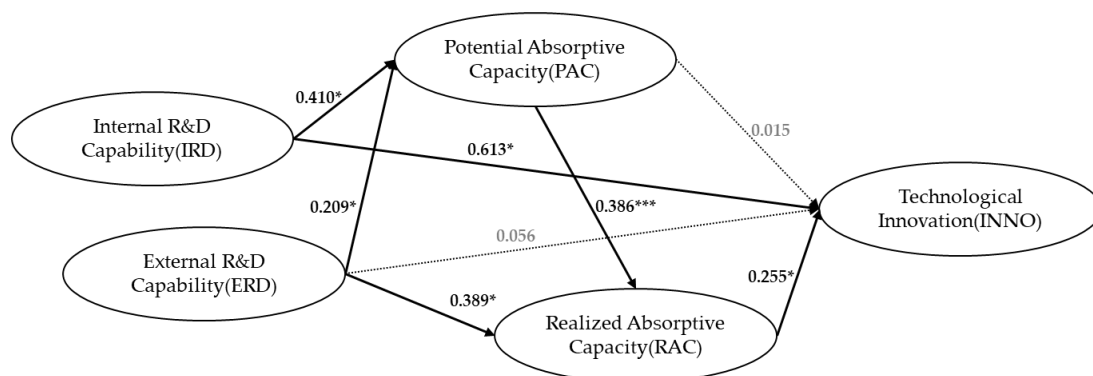 Potential Absorptive
Capacity(PAC)
0.410*
0.015
Internal R&D
Capability(IRD)
0.613*
Technological
Innovation(INNO)
0.209*
0.386***
0.056
External R&D
Capability(ERD)
0.389*
0.255*
Realized Absorptive
Capacity(RAC)